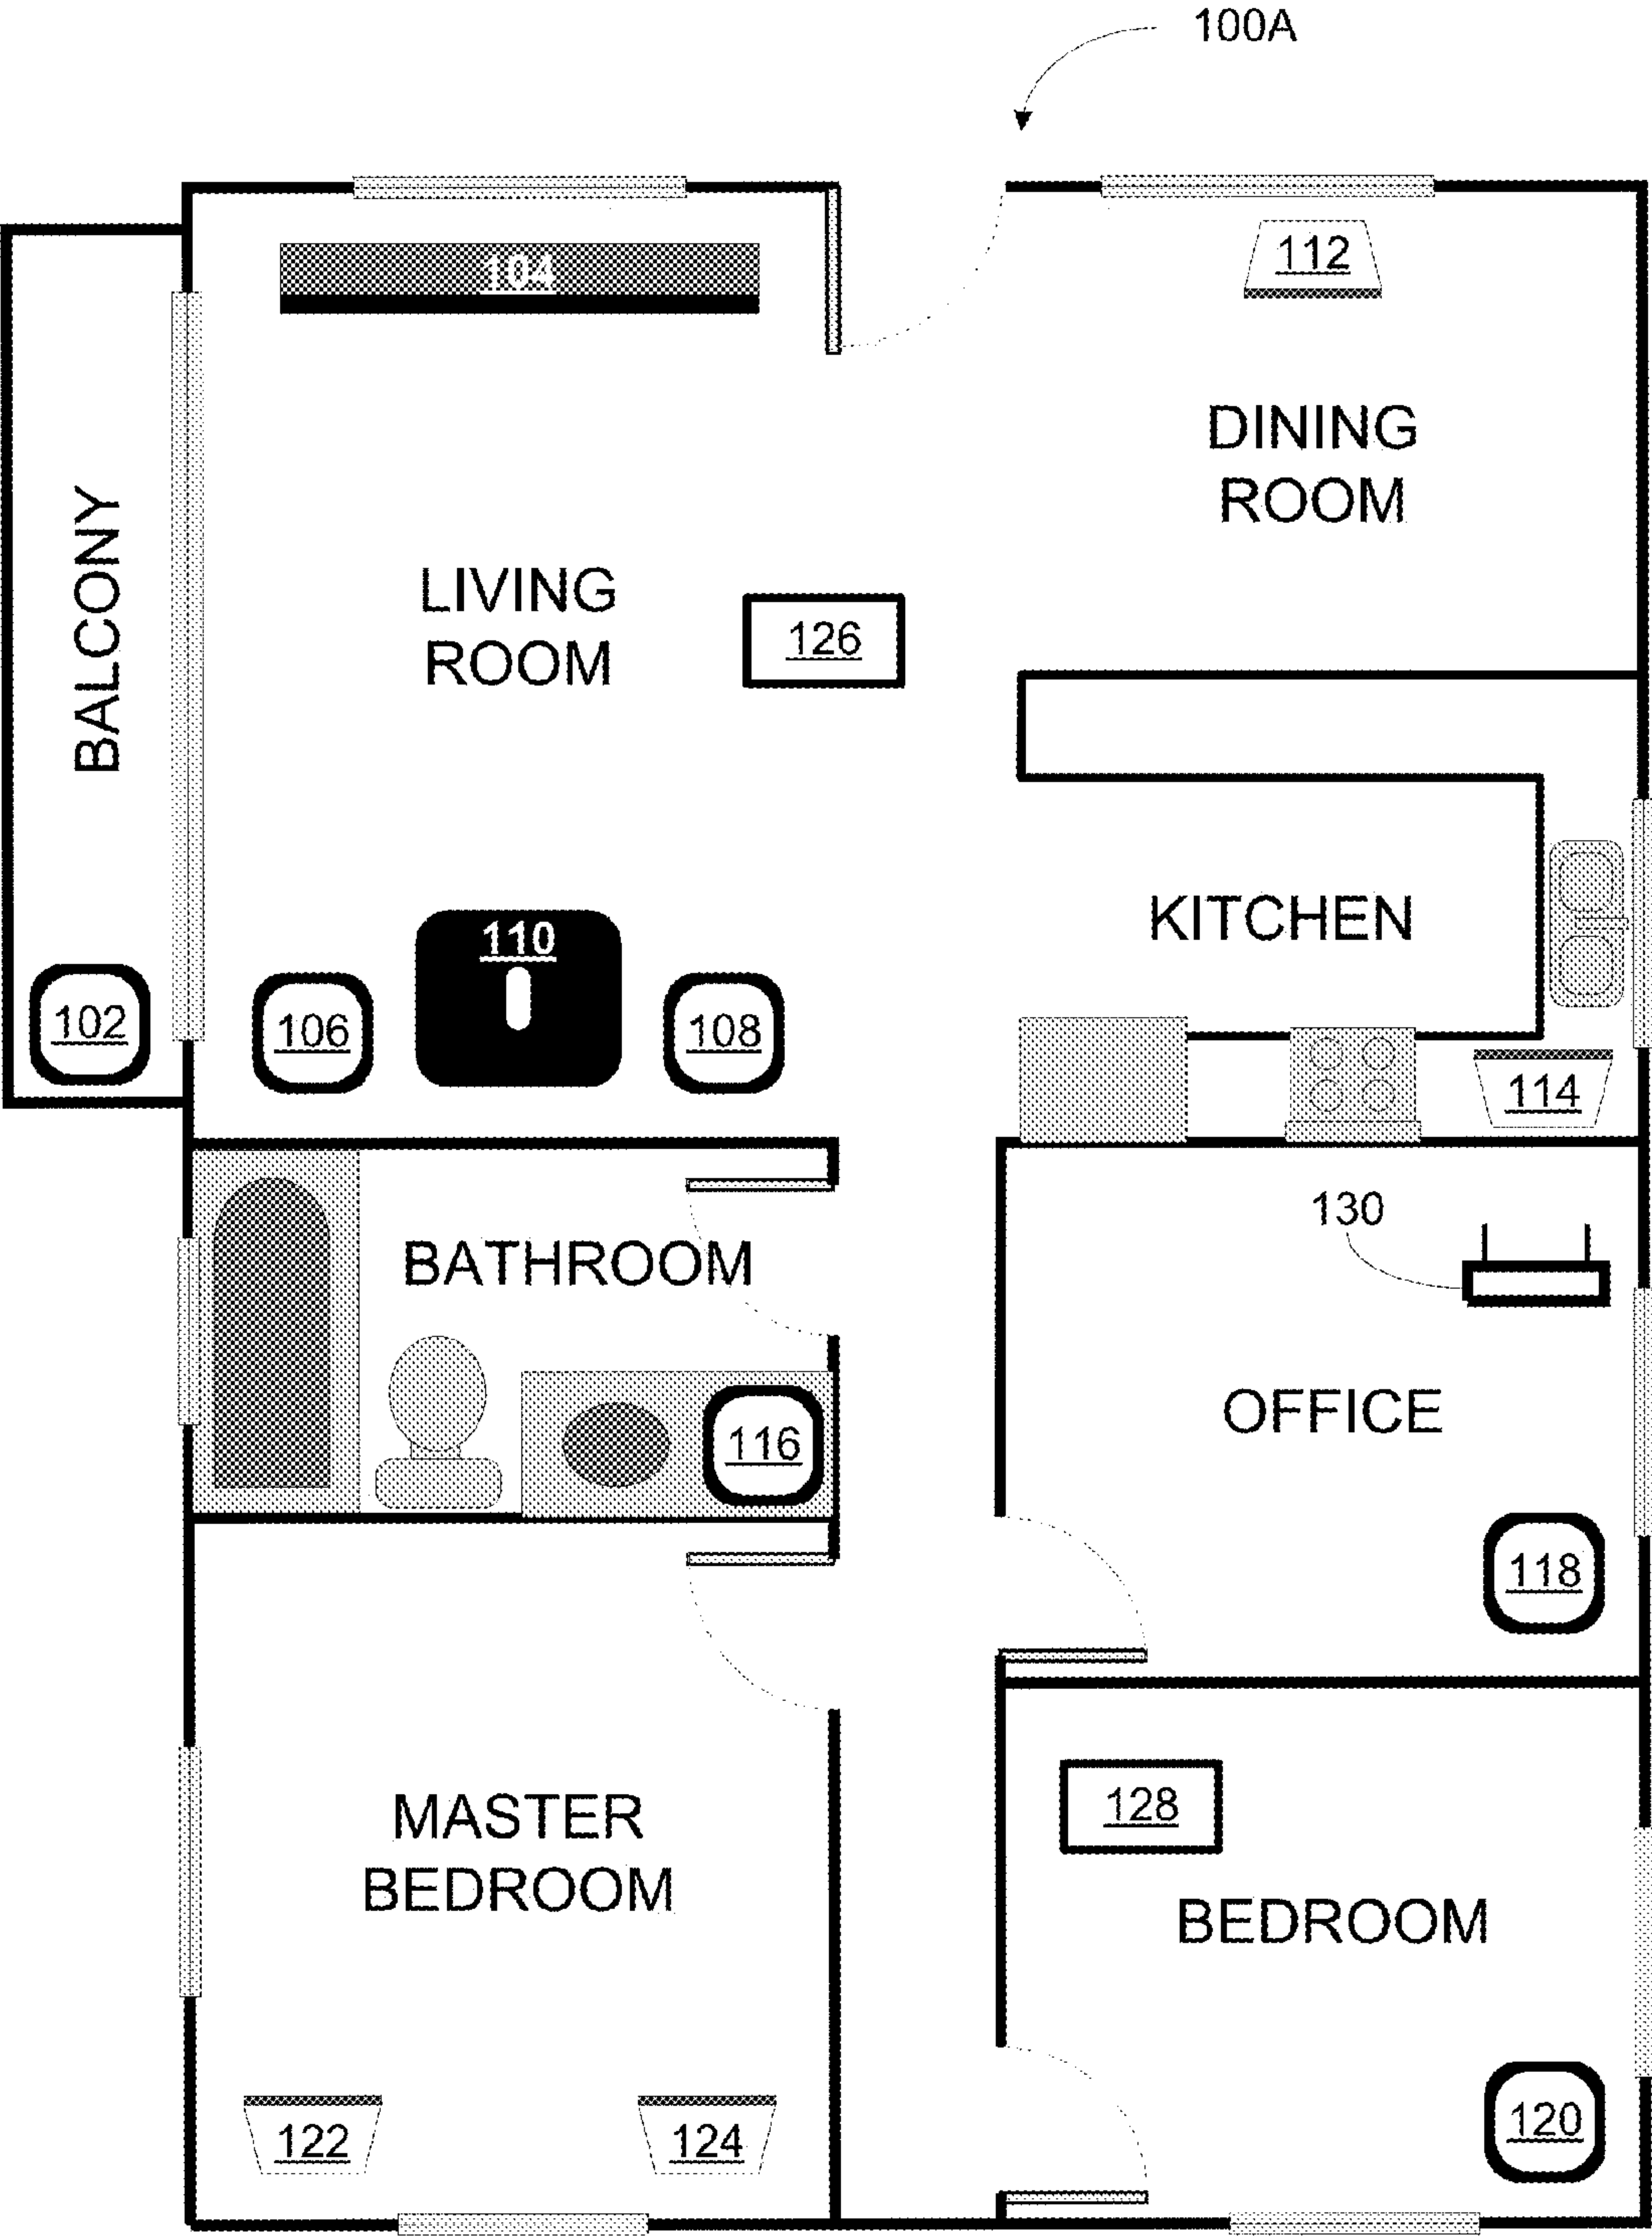 100A
104
112
DINING
ROOM
BALCONY
LIVING
ROOM
126
KITCHEN
110
102
106
108
114
130
BATHROOM
OFFICE
116
118
MASTER
BEDROOM
128
BEDROOM
122
124
120